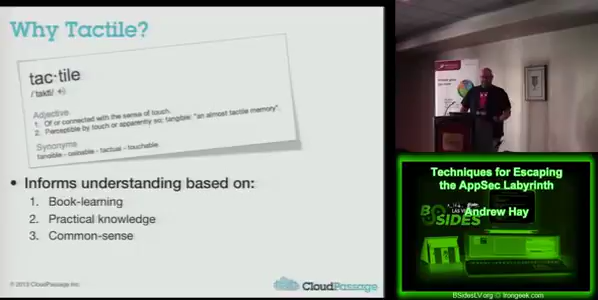 Why Tactile?
tac·tile
Adjective
1. Of or connected with the sense of touch.
2. Perceptible by touch or apparently so; tangible: "an almost tactile memory".
Synonyms
tangible - palpable - tactual - touchable
• Informs understanding based on:
1. Book-learning
2. Practical knowledge
3. Common-sense
© 2013 CloudPassage Inc.
CloudPassage
Techniques for Escaping
the AppSec Labyrinth
Andrew Hay
BSIDES
LAS VEGAS
BSidesLV.org © Irongeek.com